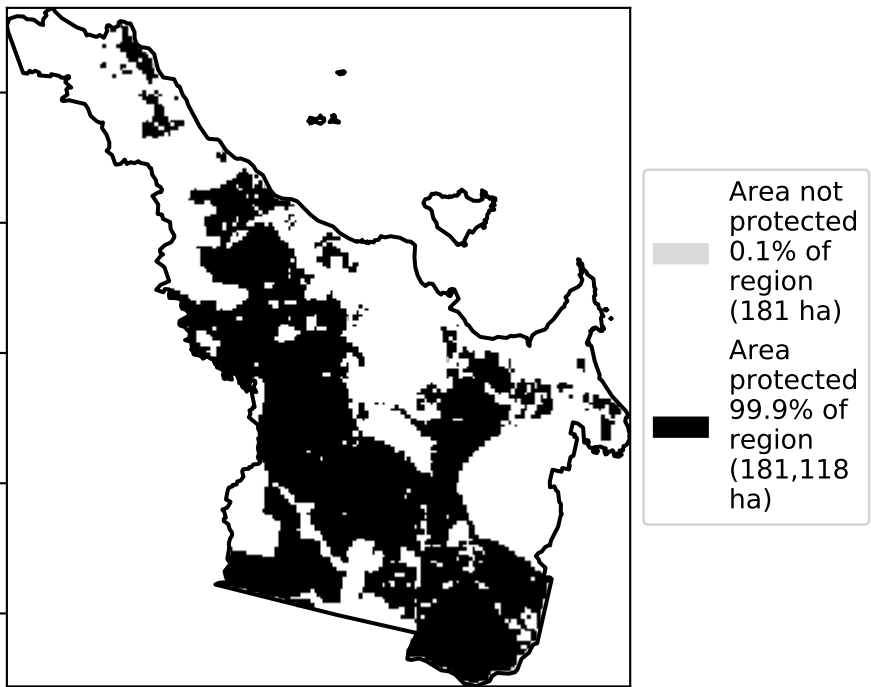 Area not
protected
0.1% of
region
(181 ha)
Area
protected
99.9% of
region
(181,118
ha)